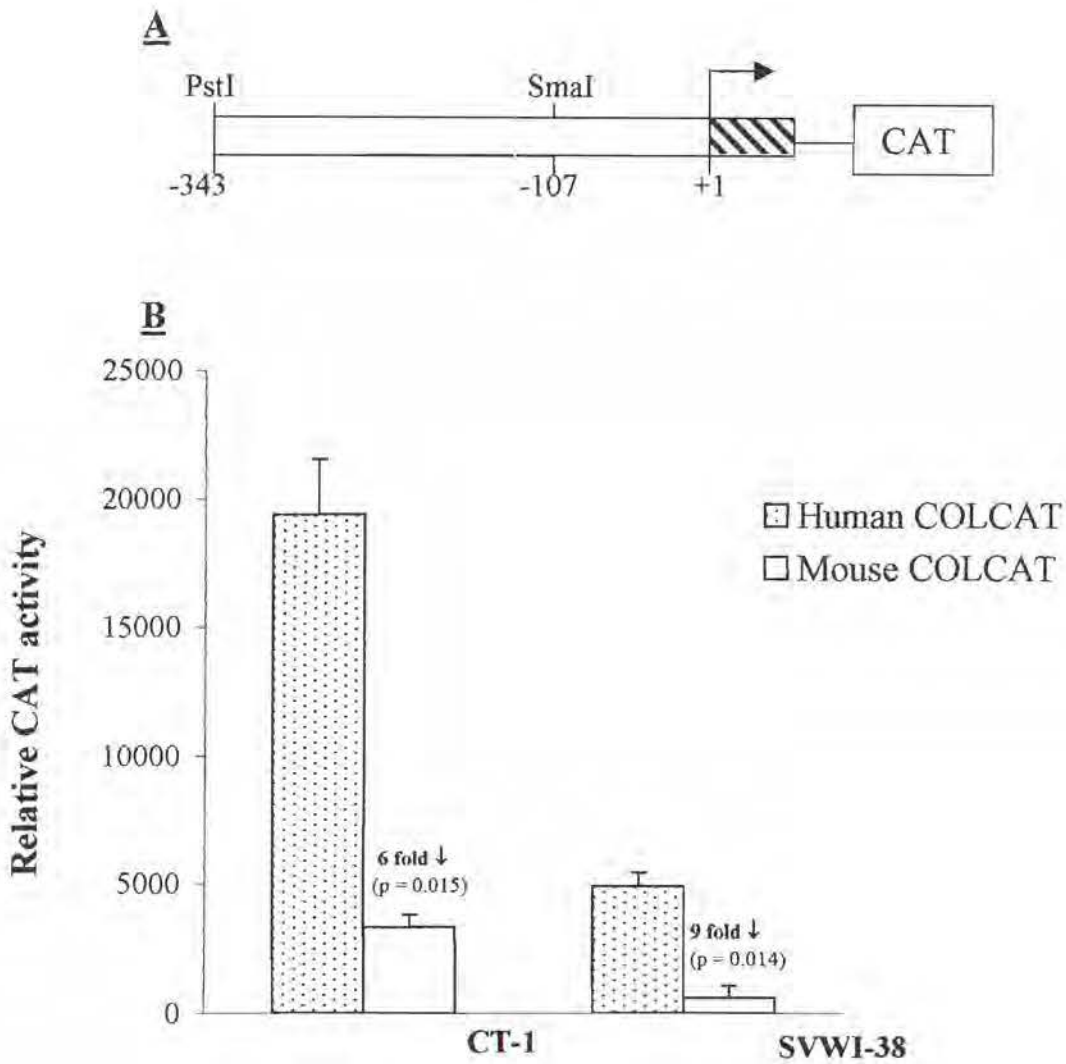 A
PstI SmaI
CAT
-343 -107 +1
B
25000
20000
15000
10000
5000
0
Relative CAT activity
Human COLCAT
Mouse COLCAT
6 fold ↓
(p = 0.015)
9 fold ↓
(p = 0.014)
CT-1
SVWI-38